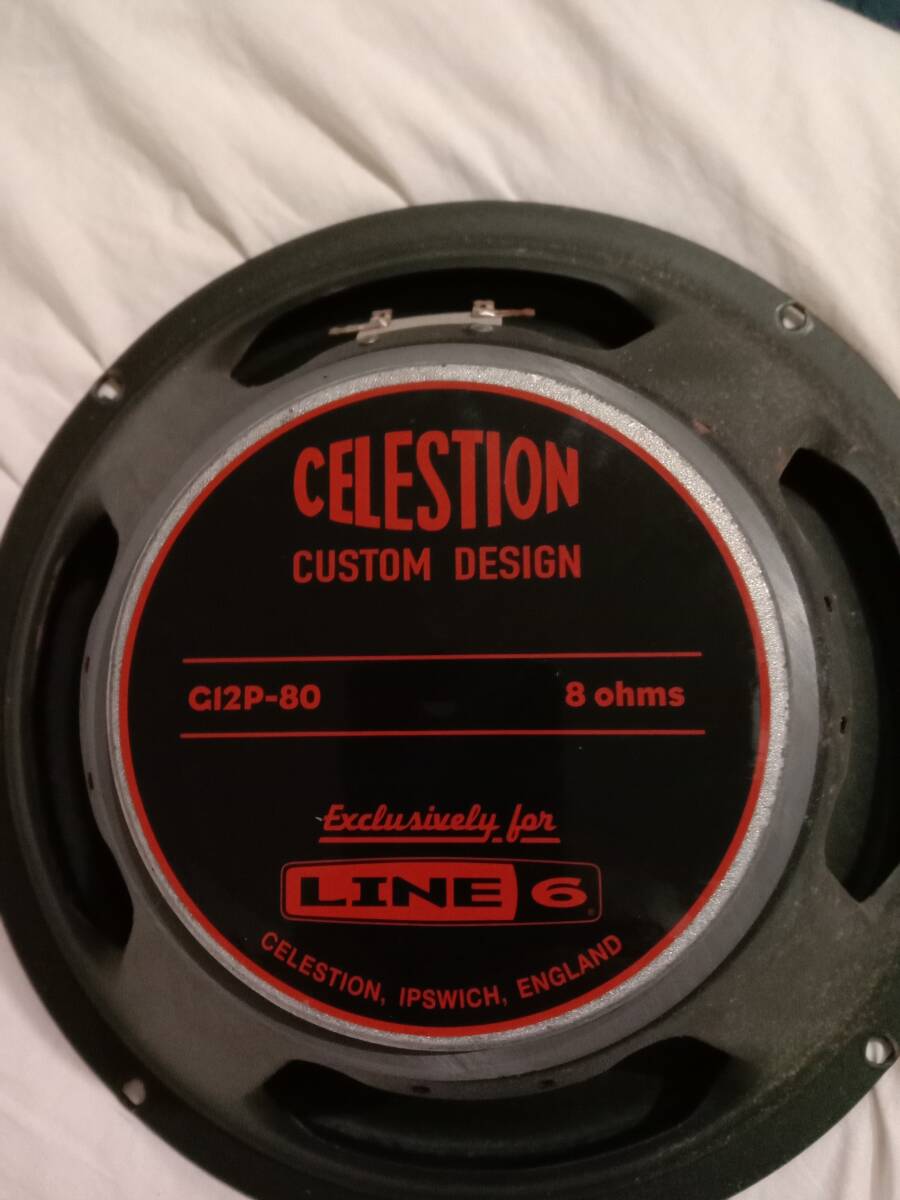 CELESTION
CUSTOM DESIGN
G12P-80 8 ohms
Exclusively for
LINE 6
CELESTION, IPSWICH, ENGLAND